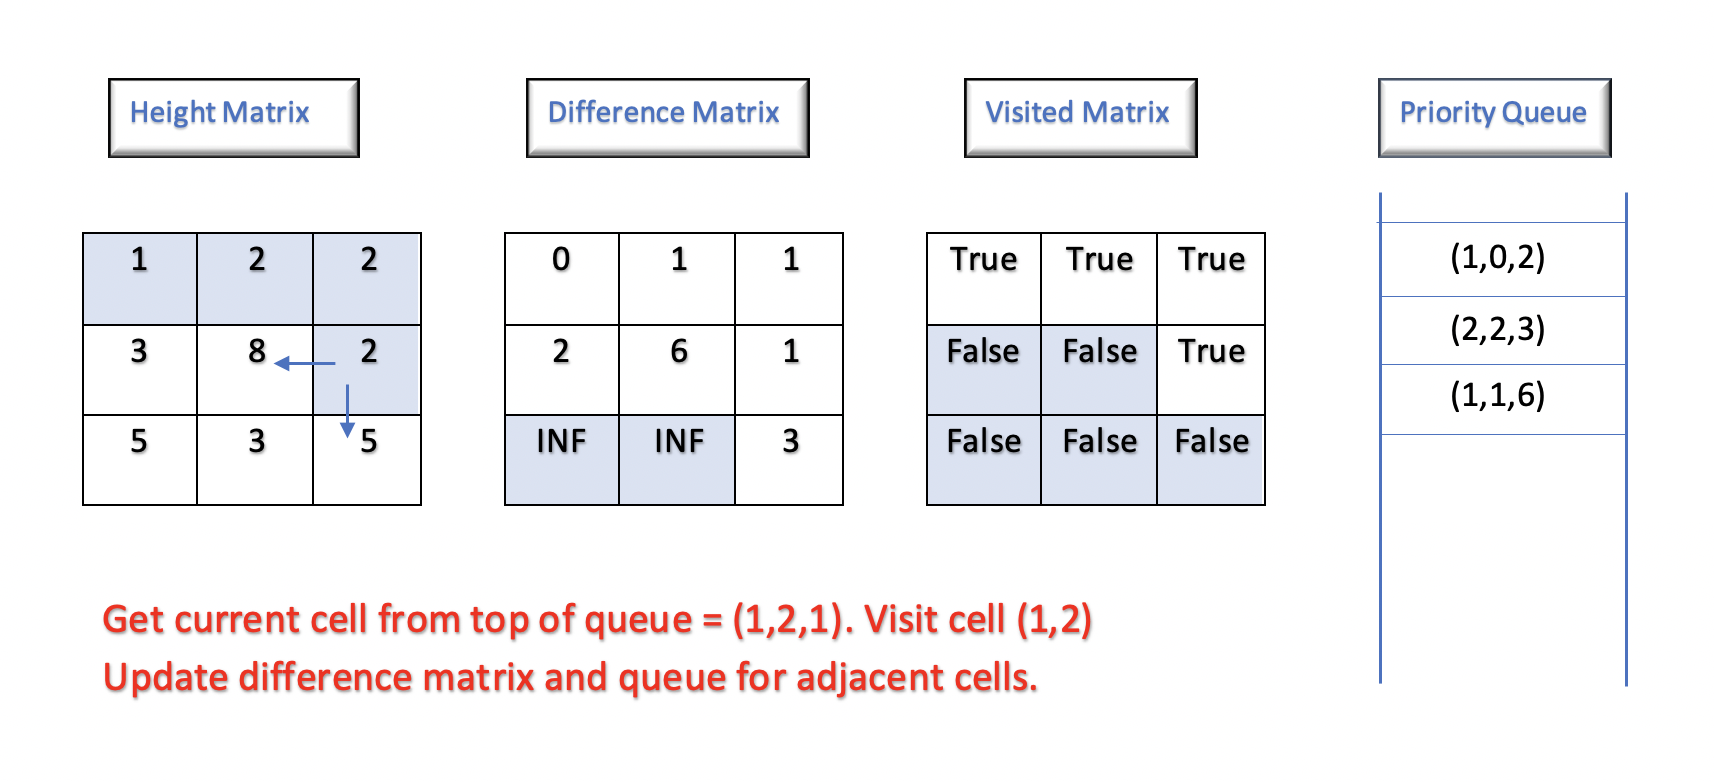 Height Matrix
Difference Matrix
Visited Matrix
Priority Queue
1 2 2
3 8 2
5 3 5
0 1 1
2 6 1
INF INF 3
True True True
False False True
False False False
(1,0,2)
(2,2,3)
(1,1,6)
Get current cell from top of queue = (1,2,1). Visit cell (1,2)
Update difference matrix and queue for adjacent cells.